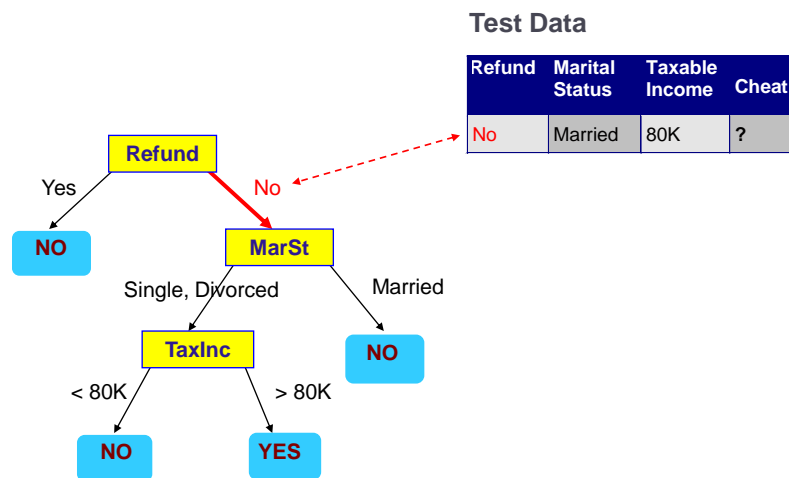 Test Data
Refund Marital Status Taxable Income Cheat
No Married 80K ?
Refund
Yes No
NO
MarSt
Single, Divorced Married
TaxInc
NO
< 80K > 80K
NO YES